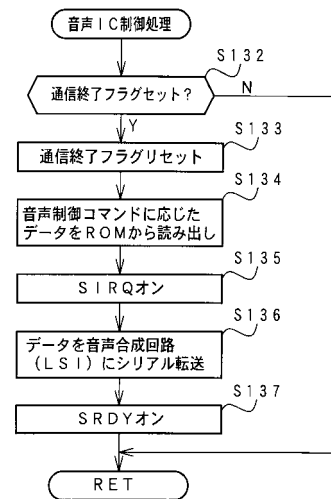 音声IC制御処理
S132
通信終了フラグセット?
N
Y
S133
通信終了フラグリセット
S134
音声制御コマンドに応じた
データをROMから読み出し
S135
SIRQオン
S136
データを音声合成回路
(LSI)にシリアル転送
S137
SRDYオン
RET